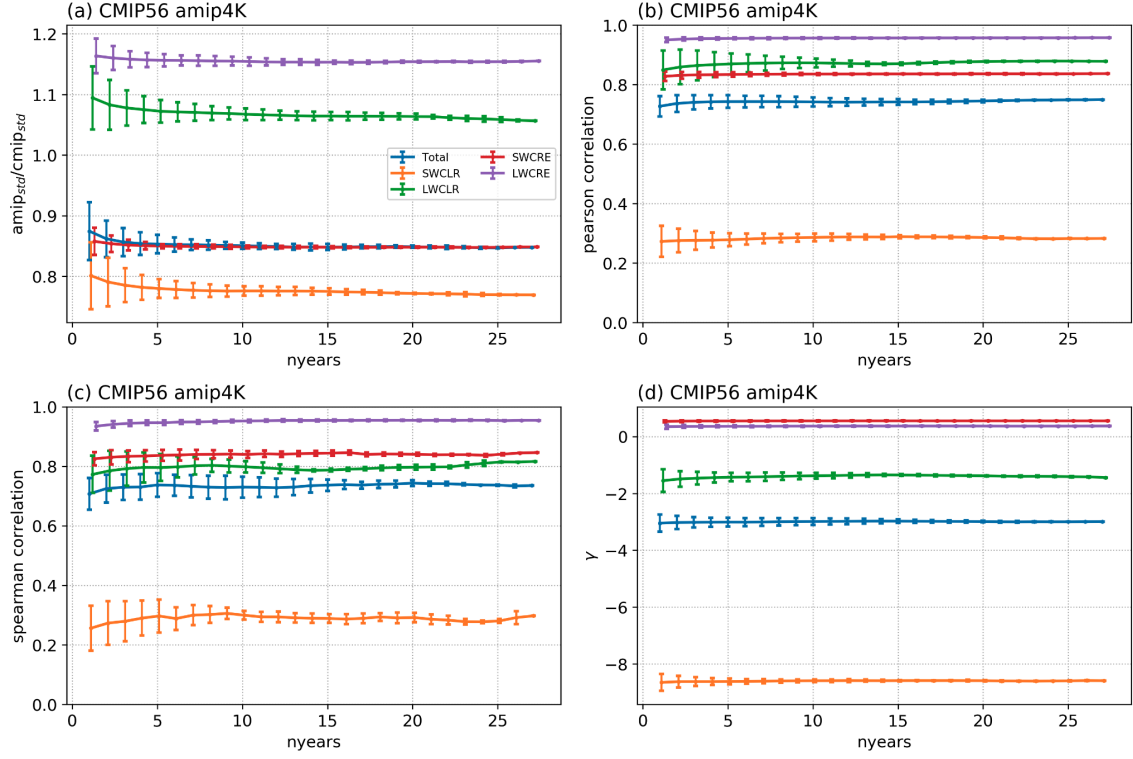 (a) CMIP56 amip4K
amip_std/cmip_std
1.2
1.1
1.0
0.9
0.8
Total
SWCLR
LWCLR
SWCRE
LWCRE
0 5 10 15 20 25
nyears
(b) CMIP56 amip4K
pearson correlation
1.0
0.8
0.6
0.4
0.2
0.0
0 5 10 15 20 25
nyears
(c) CMIP56 amip4K
spearman correlation
1.0
0.8
0.6
0.4
0.2
0.0
0 5 10 15 20 25
nyears
(d) CMIP56 amip4K
γ
0
−2
−4
−6
−8
0 5 10 15 20 25
nyears